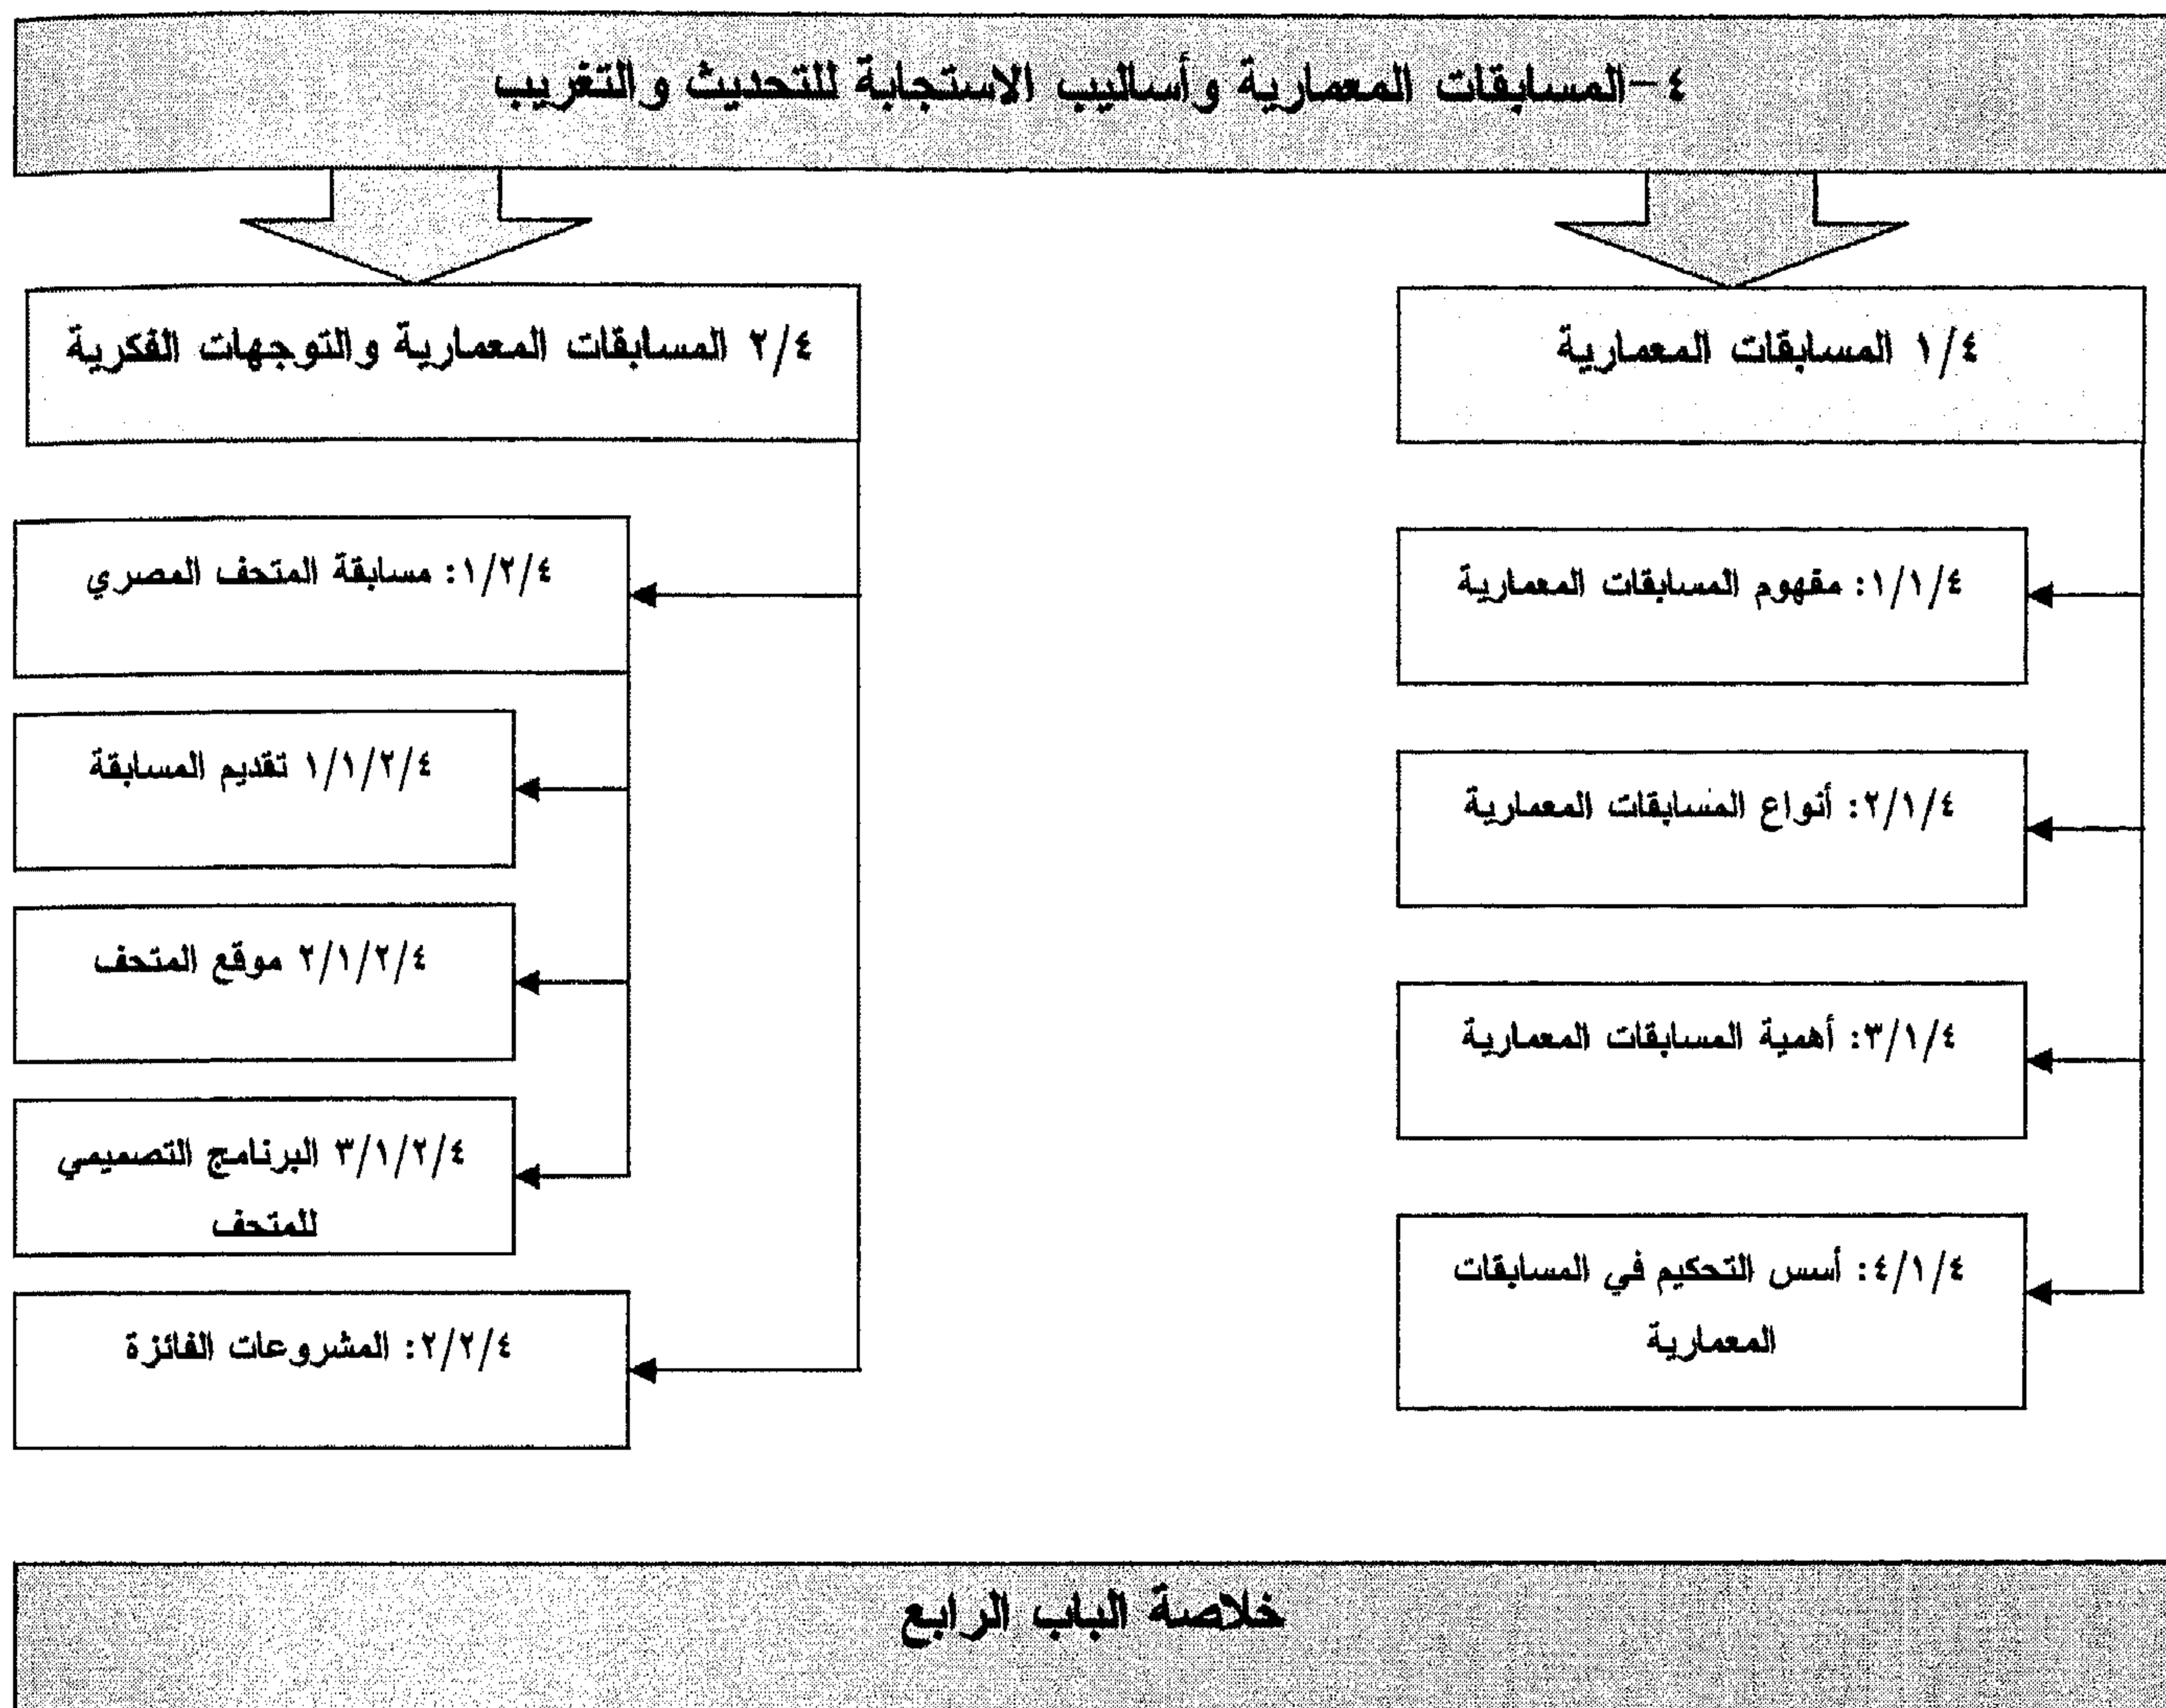 ٤-المسابقات المعمارية وأساليب الاستجابة للتحديث والتغريب
١/٤ المسابقات المعمارية
١/١/٤: مفهوم المسابقات المعمارية
٢/١/٤: أنواع المسابقات المعمارية
٣/١/٤: أهمية المسابقات المعمارية
٤/١/٤: أسس التحكيم في المسابقات
المعمارية
٢/٤ المسابقات المعمارية والتوجهات الفكرية
١/٢/٤: مسابقة المتحف المصري
١/١/٢/٤ تقديم المسابقة
٢/١/٢/٤ موقع المتحف
٣/١/٢/٤ البرنامج التصميمي
للمتحف
٢/٢/٤: المشروعات الفائزة
خلاصة الباب الرابع